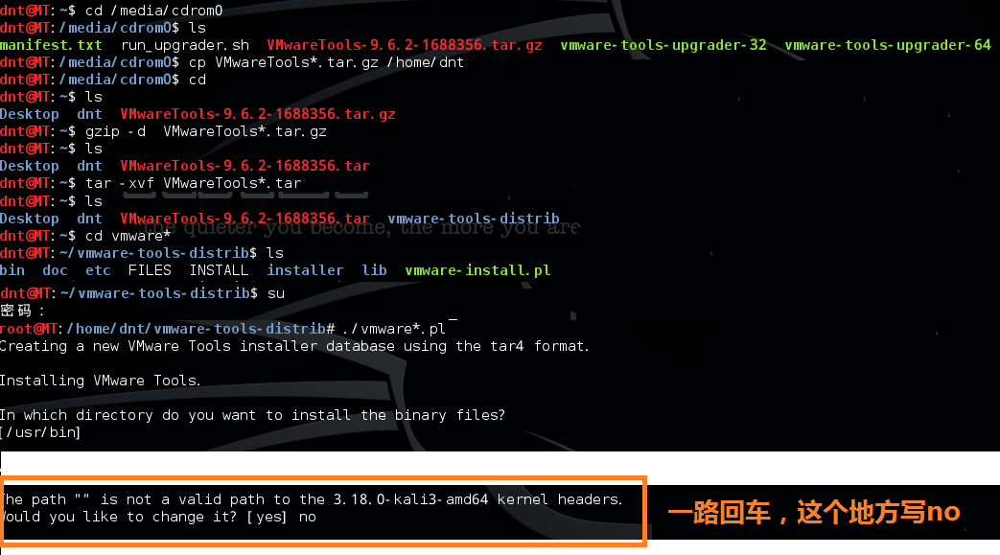 dnt@MT:~$ cd /media/cdrom0
dnt@MT:/media/cdrom0$ ls
manifest.txt  run_upgrader.sh  VMwareTools-9.6.2-1688356.tar.gz  vmware-tools-upgrader-32  vmware-tools-upgrader-64
dnt@MT:/media/cdrom0$ cp VMwareTools*.tar.gz /home/dnt
dnt@MT:/media/cdrom0$ cd
dnt@MT:~$ ls
Desktop  dnt  VMwareTools-9.6.2-1688356.tar.gz
dnt@MT:~$ gzip -d  VMwareTools*.tar.gz
dnt@MT:~$ ls
Desktop  dnt  VMwareTools-9.6.2-1688356.tar
dnt@MT:~$ tar -xvf VMwareTools*.tar
dnt@MT:~$ ls
Desktop  dnt  VMwareTools-9.6.2-1688356.tar  vmware-tools-distrib
the quieter you become, the more you are
dnt@MT:~$ cd vmware*
dnt@MT:~/vmware-tools-distrib$ ls
bin  doc  etc  FILES  INSTALL  installer  lib  vmware-install.pl
dnt@MT:~/vmware-tools-distrib$ su
密码：
root@MT:/home/dnt/vmware-tools-distrib# ./vmware*.pl
Creating a new VMware Tools installer database using the tar4 format.
Installing VMware Tools.
In which directory do you want to install the binary files?
[/usr/bin]
The path "" is not a valid path to the 3.18.0-kali3-amd64 kernel headers.
Would you like to change it? [yes] no
一路回车，这个地方写no